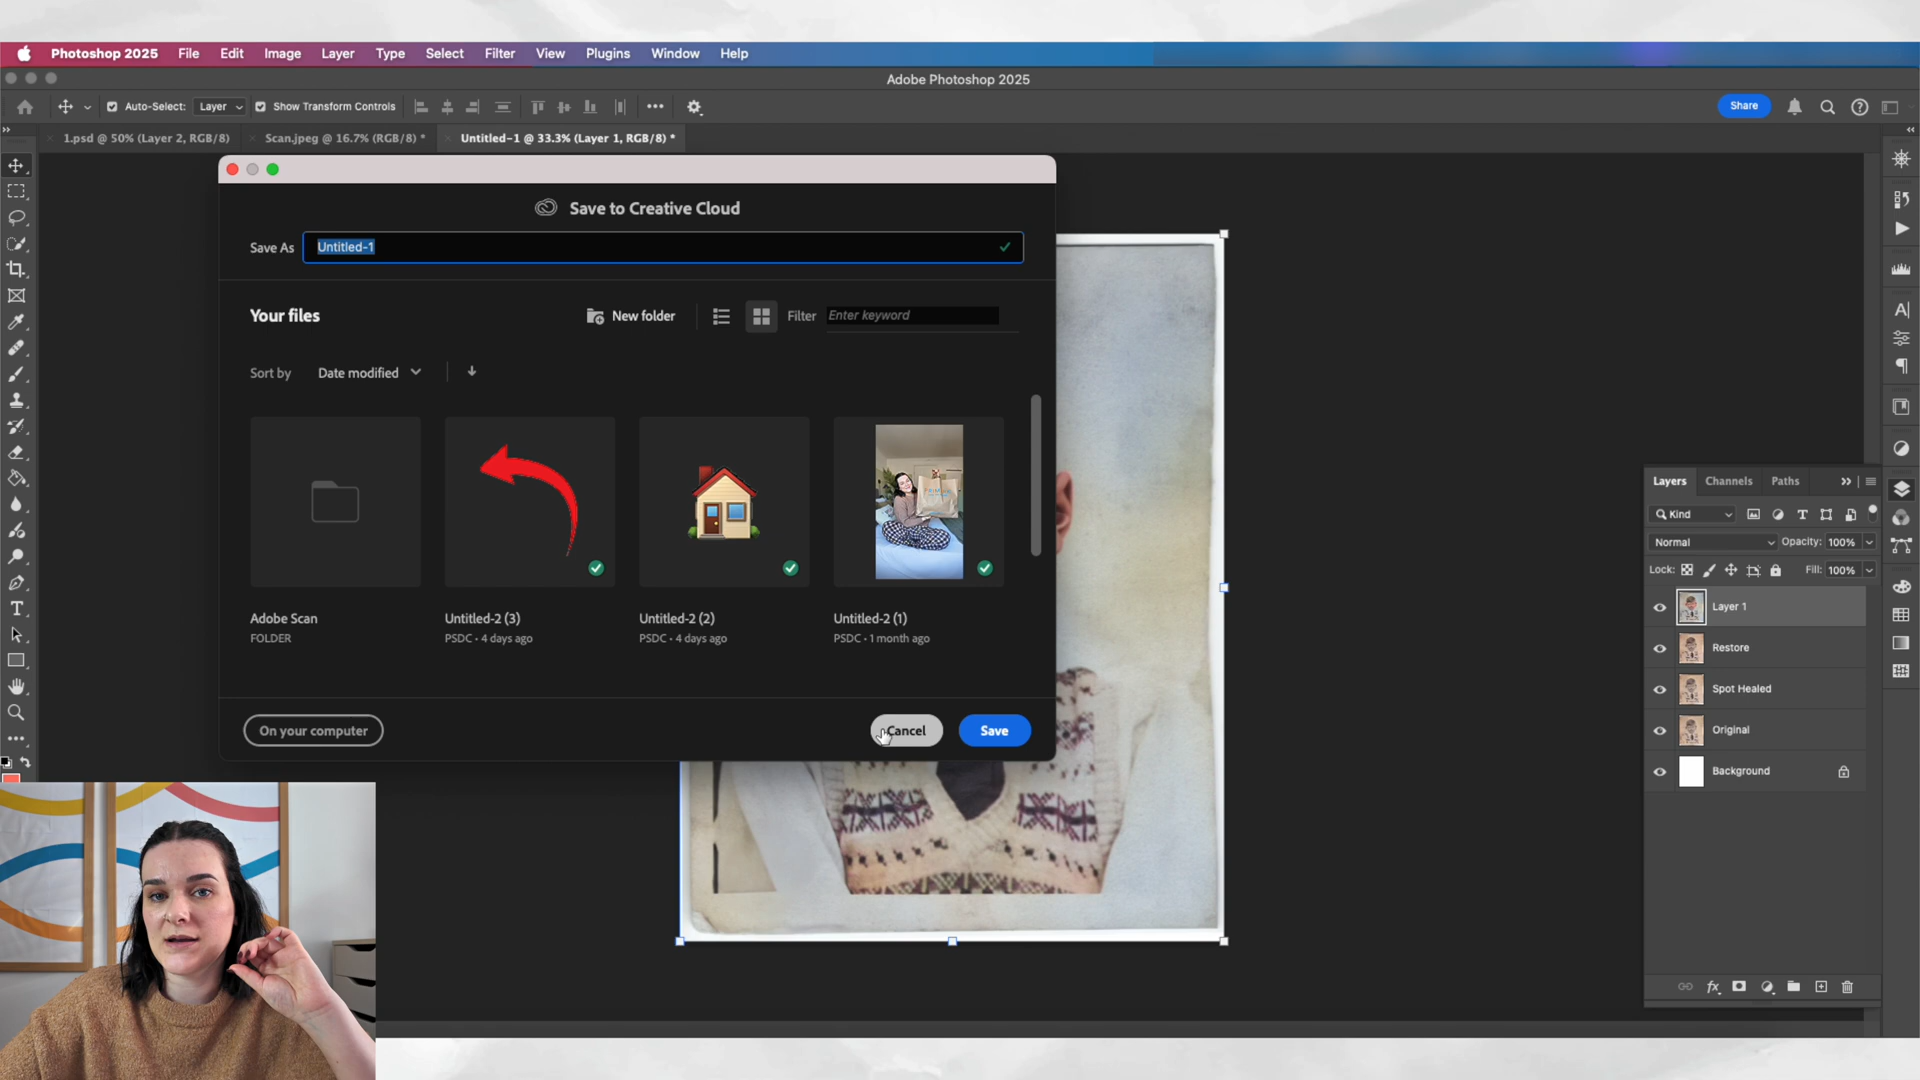 Photoshop 2025 File Edit Image Layer Type Select Filter View Plugins Window Help
Adobe Photoshop 2025
Auto-Select: Layer Show Transform Controls ••• Share
1.psd @ 50% (Layer 2, RGB/8) Scan.jpeg @ 16.7% (RGB/8) * Untitled-1 @ 33.3% (Layer 1, RGB/8) *
Save to Creative Cloud
Save As Untitled-1
Your files New folder Filter Enter keyword
Sort by Date modified
Adobe Scan
FOLDER
Untitled-2 (3)
PSDC • 4 days ago
Untitled-2 (2)
PSDC • 4 days ago
Untitled-2 (1)
PSDC • 1 month ago
On your computer Cancel Save
Layers Channels Paths
Kind
Normal Opacity: 100%
Lock: Fill: 100%
Layer 1
Restore
Spot Healed
Original
Background